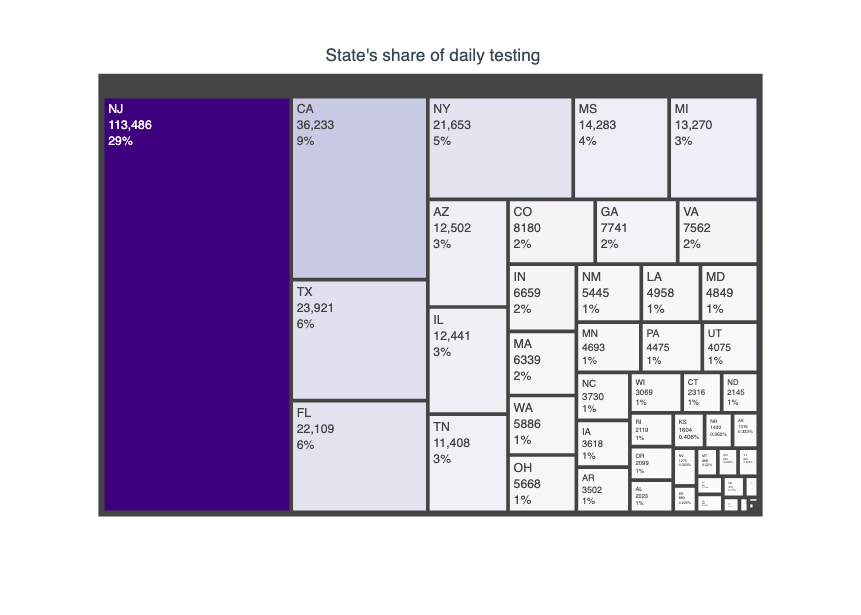 State's share of daily testing
NJ
113,486
29%
CA
36,233
9%
TX
23,921
6%
FL
22,109
6%
NY
21,653
5%
MS
14,283
4%
MI
13,270
3%
AZ
12,502
3%
IL
12,441
3%
TN
11,408
3%
CO
8180
2%
GA
7741
2%
VA
7562
2%
IN
6659
2%
MA
6339
2%
WA
5886
1%
OH
5668
1%
NM
5445
1%
LA
4958
1%
MD
4849
1%
MN
4693
1%
PA
4475
1%
UT
4075
1%
NC
3730
1%
IA
3618
1%
AR
3502
1%
WI
3069
1%
CT
2316
1%
ND
2145
1%
RI
2119
1%
OR
2099
1%
AL
2023
1%
KS
1604
0.406%
NH
1430
0.362%
AK
1316
0.333%